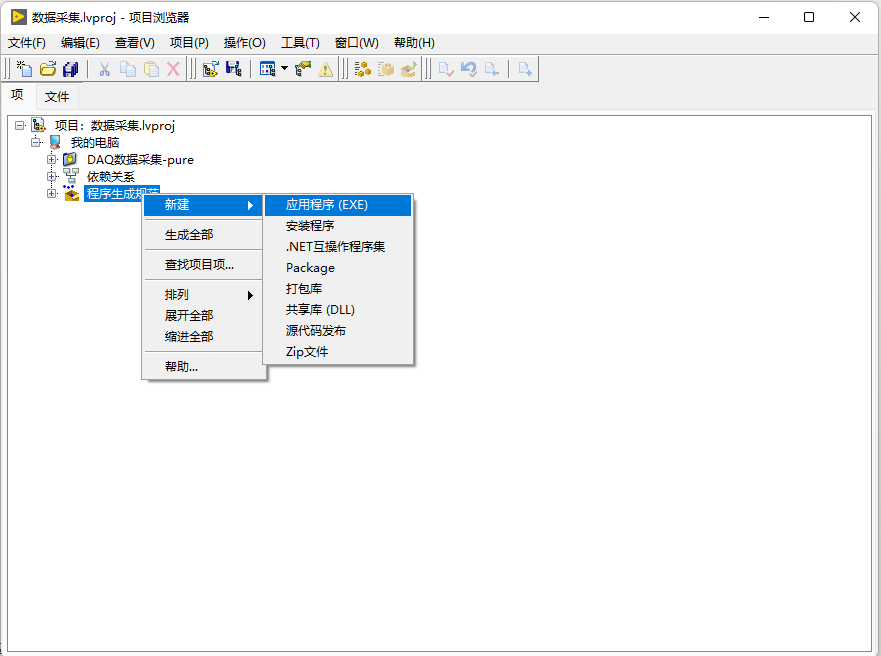 数据采集.lvproj - 项目浏览器
文件(F) 编辑(E) 查看(V) 项目(P) 操作(O) 工具(T) 窗口(W) 帮助(H)
项 文件
项目：数据采集.lvproj
我的电脑
DAQ数据采集-pure
依赖关系
程序生成规范
新建
生成全部
查找项目项...
排列
展开全部
缩进全部
帮助...
应用程序 (EXE)
安装程序
.NET互操作程序集
Package
打包库
共享库 (DLL)
源代码发布
Zip文件